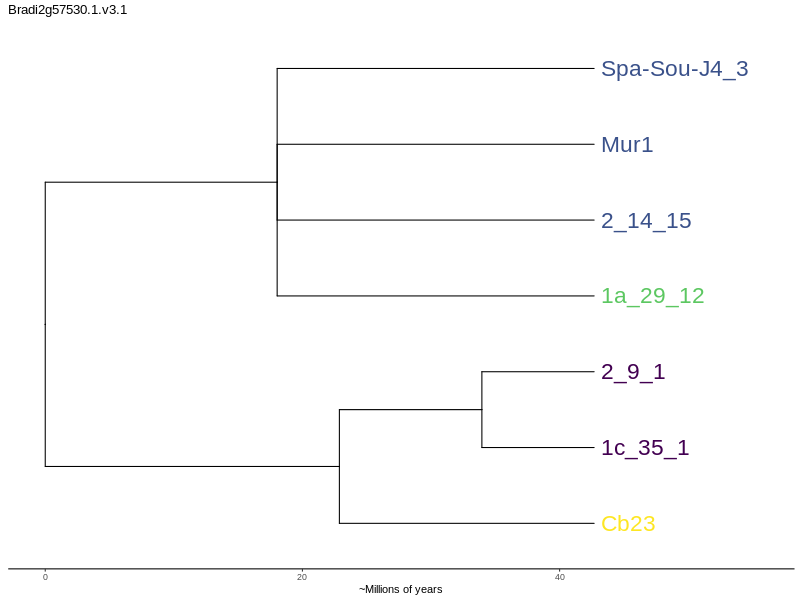 Bradi2g57530.1.v3.1
Spa-Sou-J4_3
Mur1
2_14_15
1a_29_12
2_9_1
1c_35_1
Cb23
0 20 40
~Millions of years